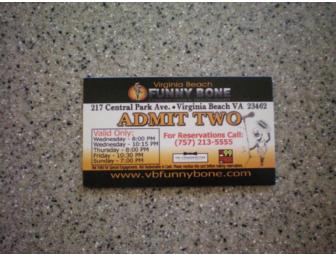 Virginia Beach
FUNNY BONE
217 Central Park Ave. • Virginia Beach VA 23462
ADMIT TWO
Valid Only:
Wednesday - 8:00 PM
Wednesday - 10:15 PM
Thursday - 8:00 PM
Friday - 10:30 PM
Sunday - 7:00 PM
For Reservations Call:
(757) 213-5555
www.vbfunnybone.com